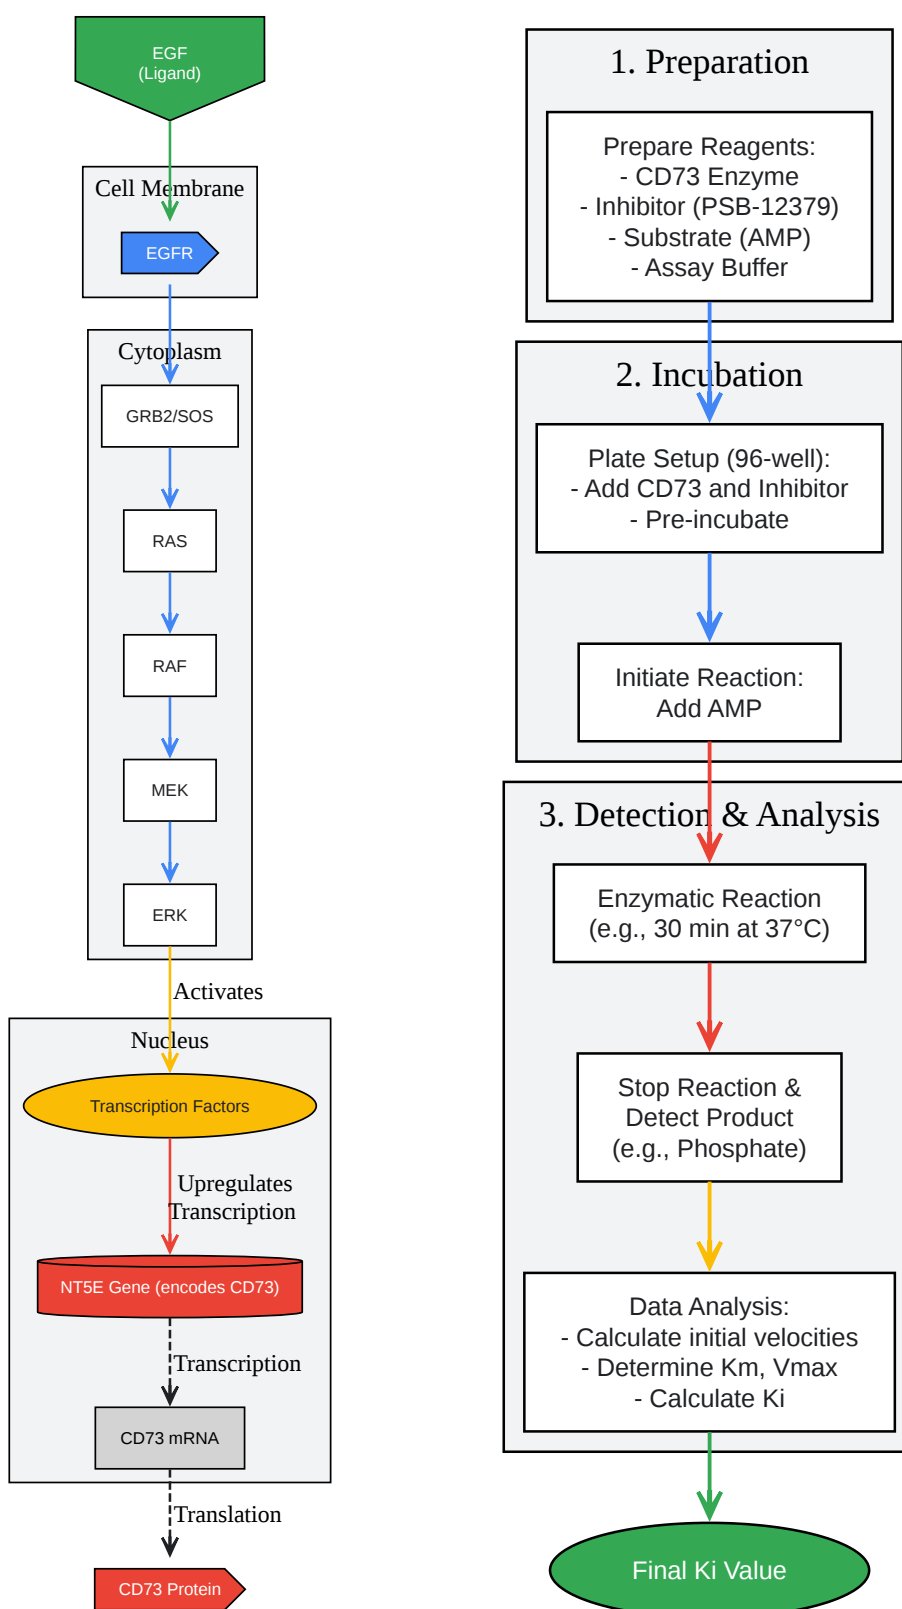 EGF
(Ligand)
Cell Membrane
EGFR
Cytoplasm
GRB2/SOS
RAS
RAF
MEK
ERK
Activates
Nucleus
Transcription Factors
Upregulates
Transcription
NT5E Gene (encodes CD73)
Transcription
CD73 mRNA
Translation
CD73 Protein
1. Preparation
Prepare Reagents:
- CD73 Enzyme
- Inhibitor (PSB-12379)
- Substrate (AMP)
- Assay Buffer
2. Incubation
Plate Setup (96-well):
- Add CD73 and Inhibitor
- Pre-incubate
Initiate Reaction:
Add AMP
3. Detection & Analysis
Enzymatic Reaction
(e.g., 30 min at 37°C)
Stop Reaction &
Detect Product
(e.g., Phosphate)
Data Analysis:
- Calculate initial velocities
- Determine Km, Vmax
- Calculate Ki
Final Ki Value